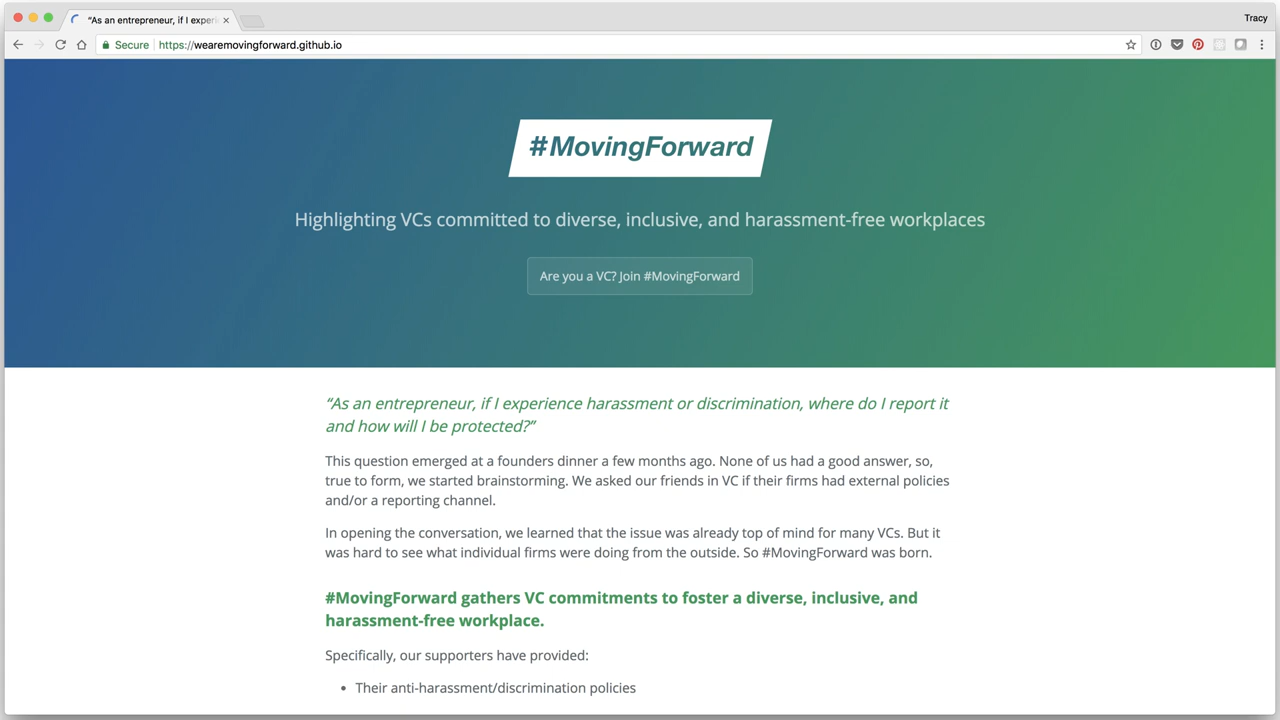 "As an entrepreneur, if I experi
Tracy
Secure
https://wearemovingforward.github.io
#MovingForward
Highlighting VCs committed to diverse, inclusive, and harassment-free workplaces
Are you a VC? Join #MovingForward
“As an entrepreneur, if I experience harassment or discrimination, where do I report it
and how will I be protected?”
This question emerged at a founders dinner a few months ago. None of us had a good answer, so,
true to form, we started brainstorming. We asked our friends in VC if their firms had external policies
and/or a reporting channel.
In opening the conversation, we learned that the issue was already top of mind for many VCs. But it
was hard to see what individual firms were doing from the outside. So #MovingForward was born.
#MovingForward gathers VC commitments to foster a diverse, inclusive, and
harassment-free workplace.
Specifically, our supporters have provided:
• Their anti-harassment/discrimination policies